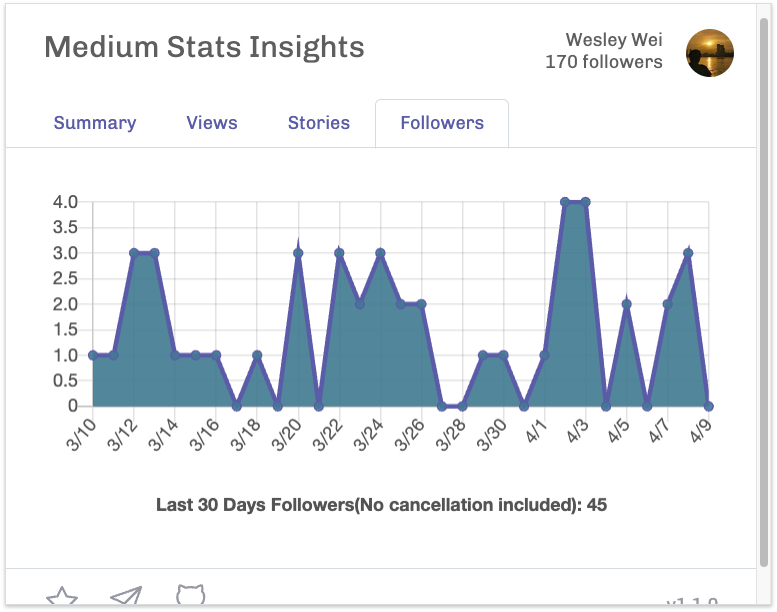 Medium Stats Insights
Wesley Wei
170 followers
Summary Views Stories Followers
4.0
3.5
3.0
2.5
2.0
1.5
1.0
0.5
0
3/10 3/12 3/14 3/16 3/18 3/20 3/22 3/24 3/26 3/28 3/30 4/1 4/3 4/5 4/7 4/9
Last 30 Days Followers(No cancellation included): 45